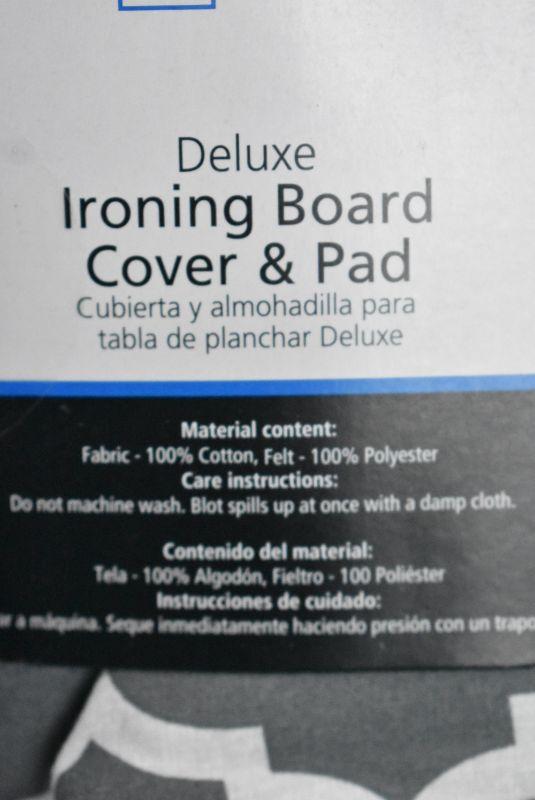 Deluxe
Ironing Board
Cover & Pad
Cubierta y almohadilla para
tabla de planchar Deluxe
Material content:
Fabric - 100% Cotton, Felt - 100% Polyester
Care instructions:
Do not machine wash. Blot spills up at once with a damp cloth.
Contenido del material:
Tela - 100% Algodón, Fieltro - 100 Poliéster
Instrucciones de cuidado:
a máquina. Seque inmediatamente haciendo presión con un trapo